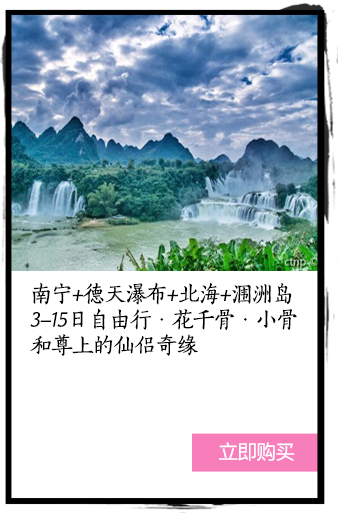 ctrip
南宁+德天瀑布+北海+涠洲岛
3-15日自由行·花千骨·小骨
和尊上的仙侣奇缘
立即购买